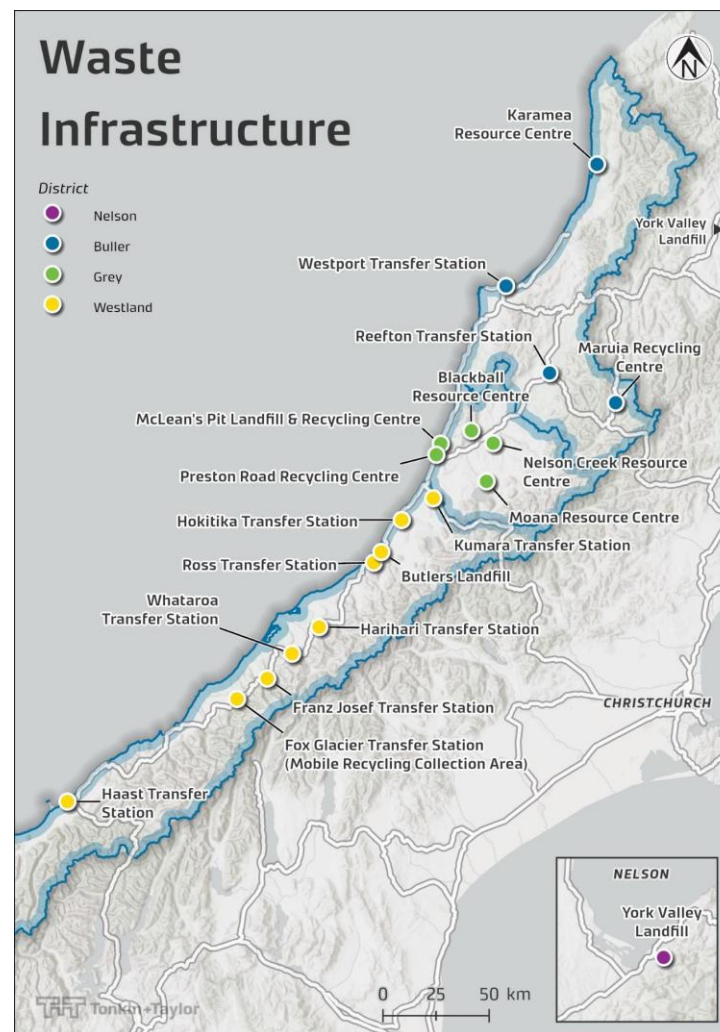 Waste
Infrastructure
District
Nelson
Buller
Grey
Westland
N
Karamea
Resource Centre
York Valley
Landfill
Westport Transfer Station
Reefton Transfer Station
Maruia Recycling
Centre
Blackball
Resource Centre
McLean's Pit Landfill & Recycling Centre
Nelson Creek Resource
Centre
Preston Road Recycling Centre
Moana Resource Centre
Hokitika Transfer Station
Kumara Transfer Station
Ross Transfer Station
Butlers Landfill
Whataroa
Transfer Station
Harihari Transfer Station
Franz Josef Transfer Station
CHRISTCHURCH
Fox Glacier Transfer Station
(Mobile Recycling Collection Area)
Haast Transfer
Station
NELSON
York Valley
Landfill
0 25 50 km
T+T Tonkin+Taylor